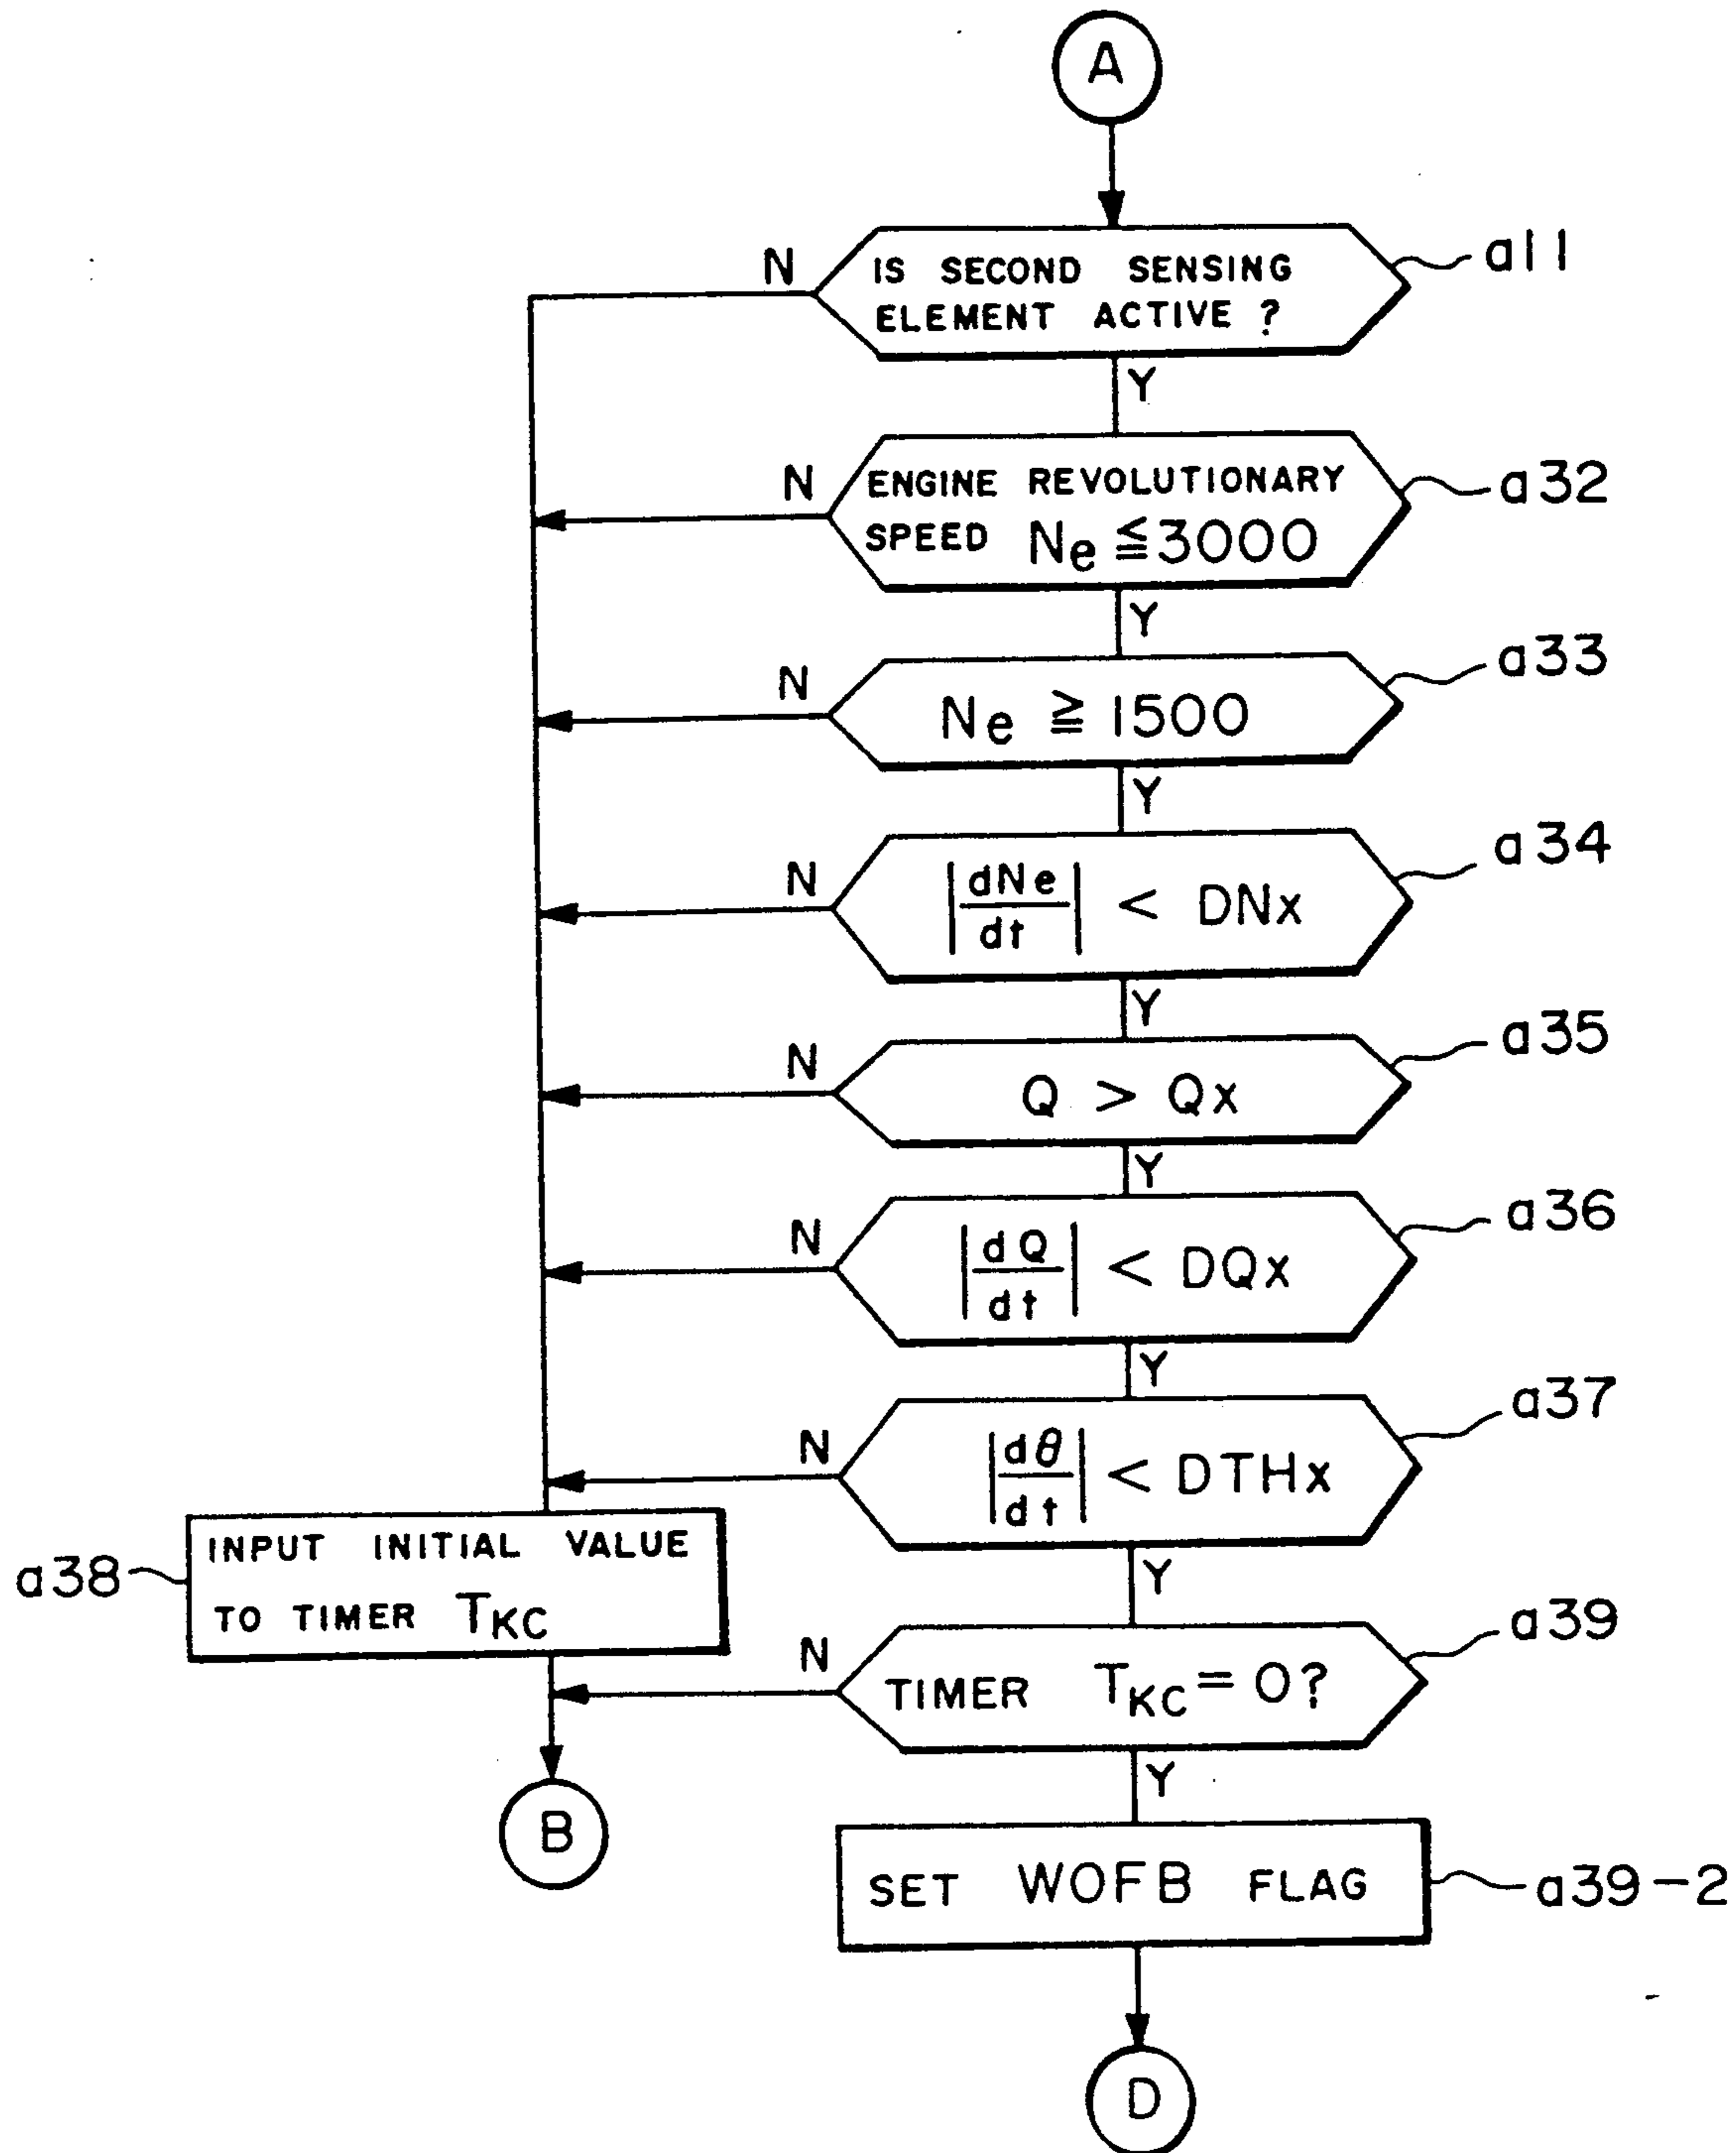 A
N
IS SECOND SENSING
ELEMENT ACTIVE ?
a11
Y
N
ENGINE REVOLUTIONARY
SPEED Ne ≦ 3000
a32
Y
N
Ne ≧ 1500
a33
Y
N
|dNe/dt| < DNx
a34
Y
N
Q > Qx
a35
Y
N
|dQ/dt| < DQx
a36
Y
N
|dθ/dt| < DTHx
a37
Y
a38
INPUT INITIAL VALUE
TO TIMER TKC
N
TIMER TKC = 0?
a39
Y
B
SET WOFB FLAG
a39-2
D